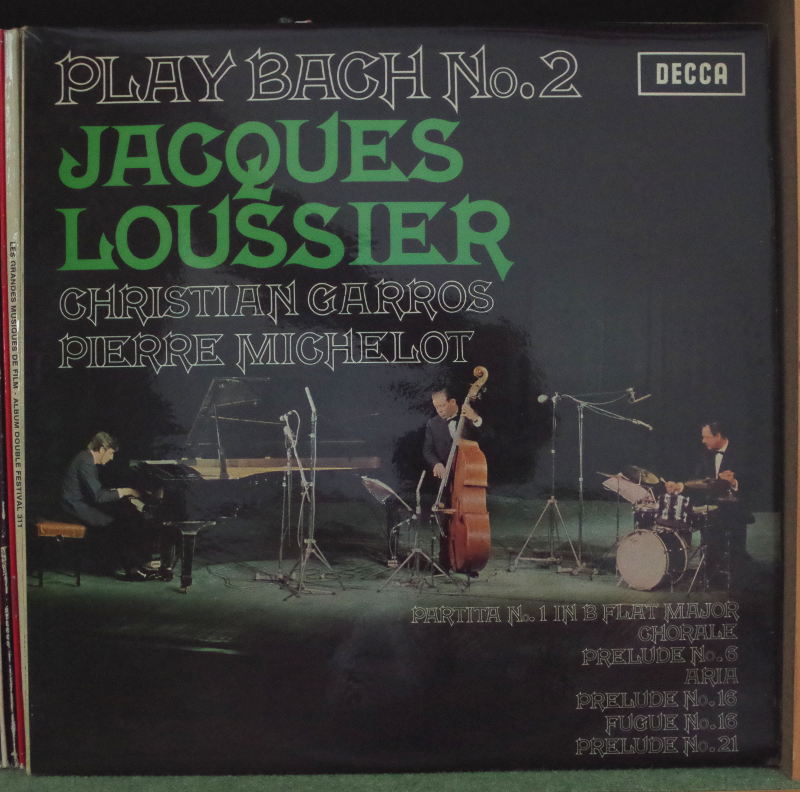 PLAY BACH No. 2
DECCA
JACQUES
LOUSSIER
CHRISTIAN GARROS
PIERRE MICHELOT
PARTITA No. 1 IN B FLAT MAJOR
CHORALE
PRELUDE No. 6
ARIA
PRELUDE No. 16
FUGUE No. 16
PRELUDE No. 21
LES GRANDES MUSIQUES DE FILM - ALBUM DOUBLE FESTIVAL 311